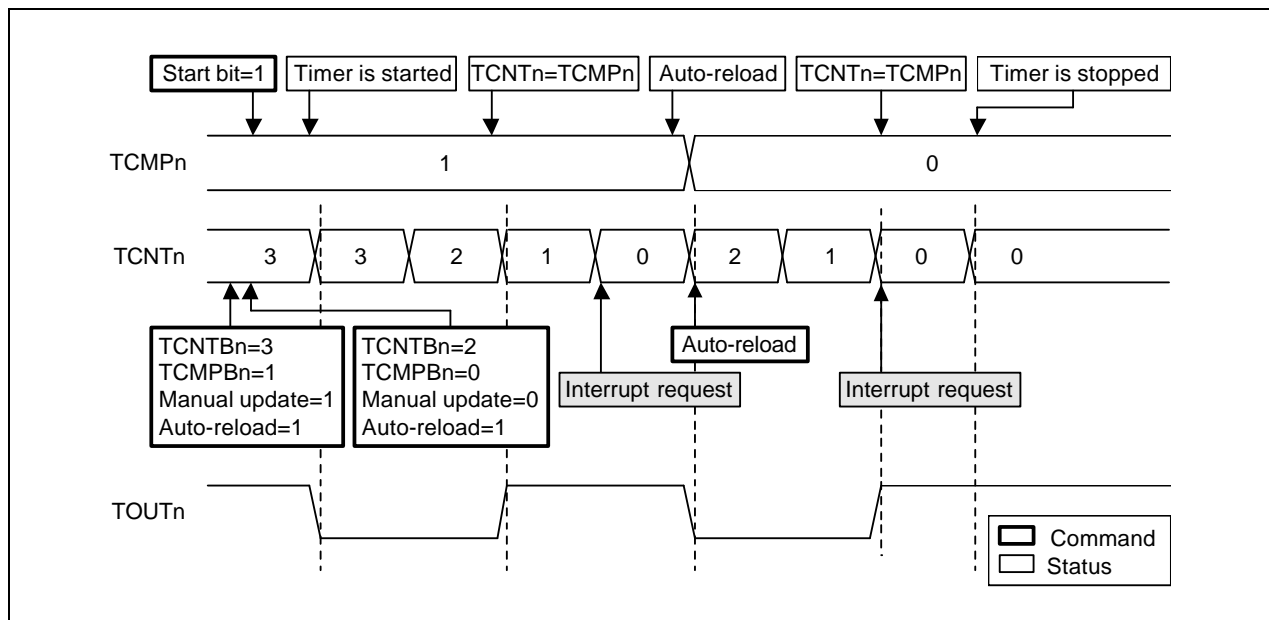 Start bit=1 Timer is started TCNTn=TCMPn Auto-reload TCNTn=TCMPn Timer is stopped
TCMPn 1 0
TCNTn 3 3 2 1 0 2 1 0 0
TCNTBn=3
TCMPBn=1
Manual update=1
Auto-reload=1
TCNTBn=2
TCMPBn=0
Manual update=0
Auto-reload=1
Interrupt request
Auto-reload
Interrupt request
TOUTn
Command
Status